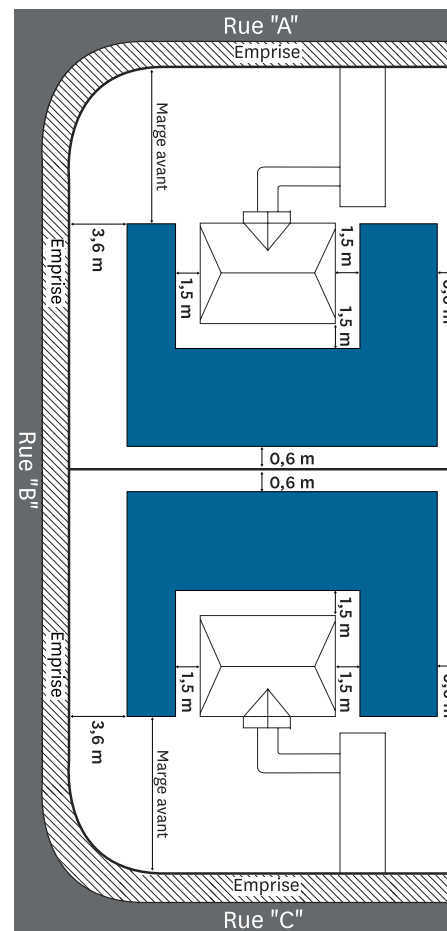 Rue "A"
Emprise
Marge avant
3,6 m
Emprise
1,5 m
1,5 m
1,5 m
0,6 m
Rue "B"
0,6 m
1,5 m
Emprise
1,5 m
1,5 m
3,6 m
Marge avant
Emprise
Rue "C"